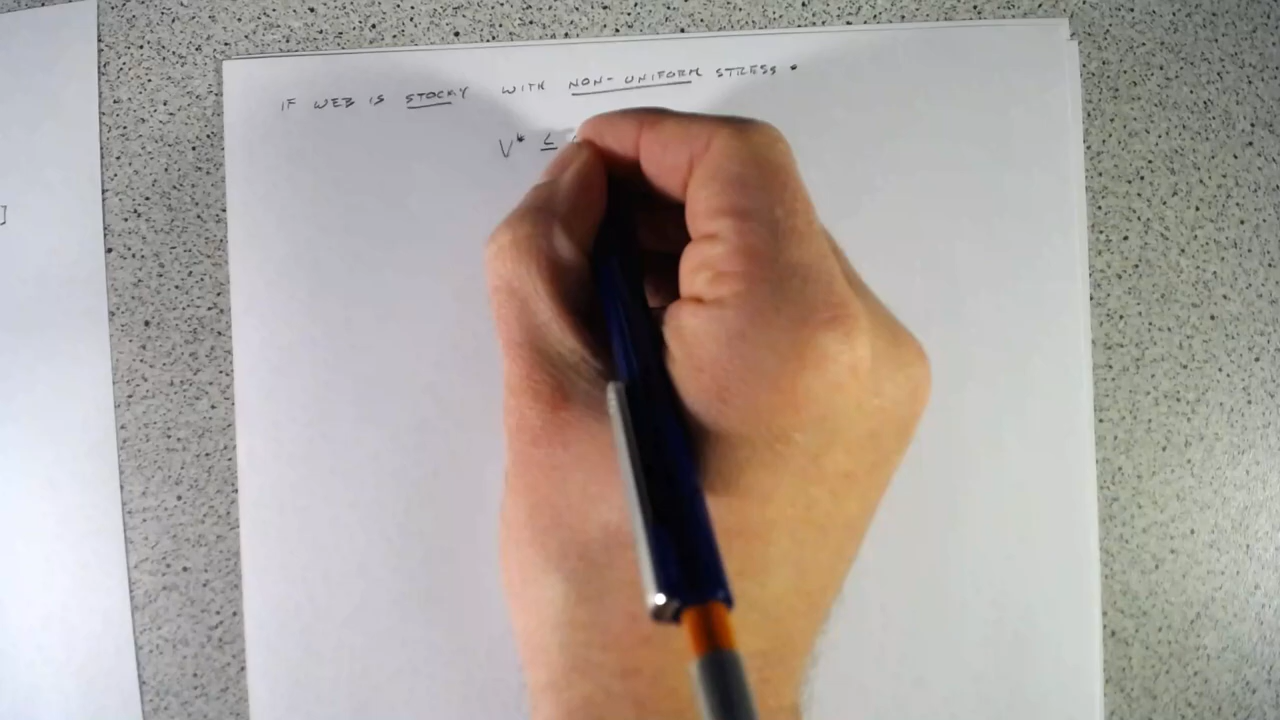 IF WEB IS STOCKY WITH NON-UNIFORM STRESS •
]
V* ≤